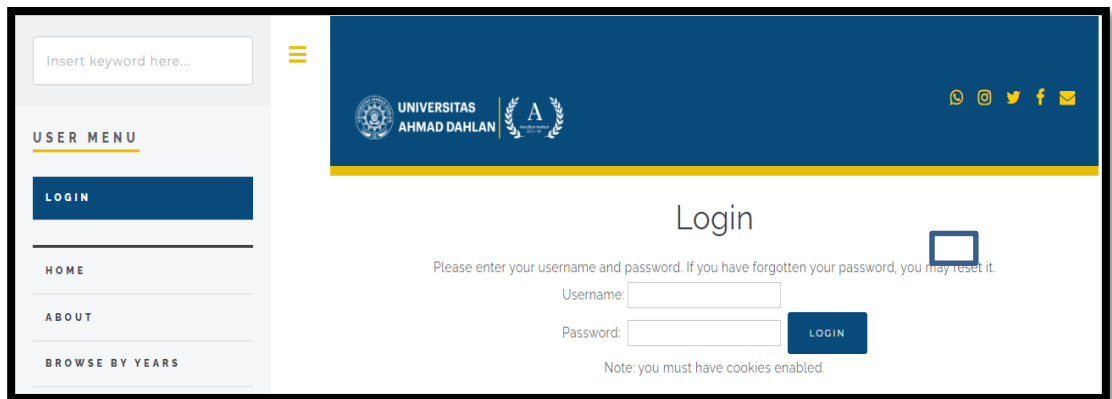 Insert keyword here...
USER MENU
LOGIN
HOME
ABOUT
BROWSE BY YEARS
UNIVERSITAS
AHMAD DAHLAN
A
Login
Please enter your username and password. If you have forgotten your password, you may reset it.
Username:
Password:
LOGIN
Note: you must have cookies enabled.